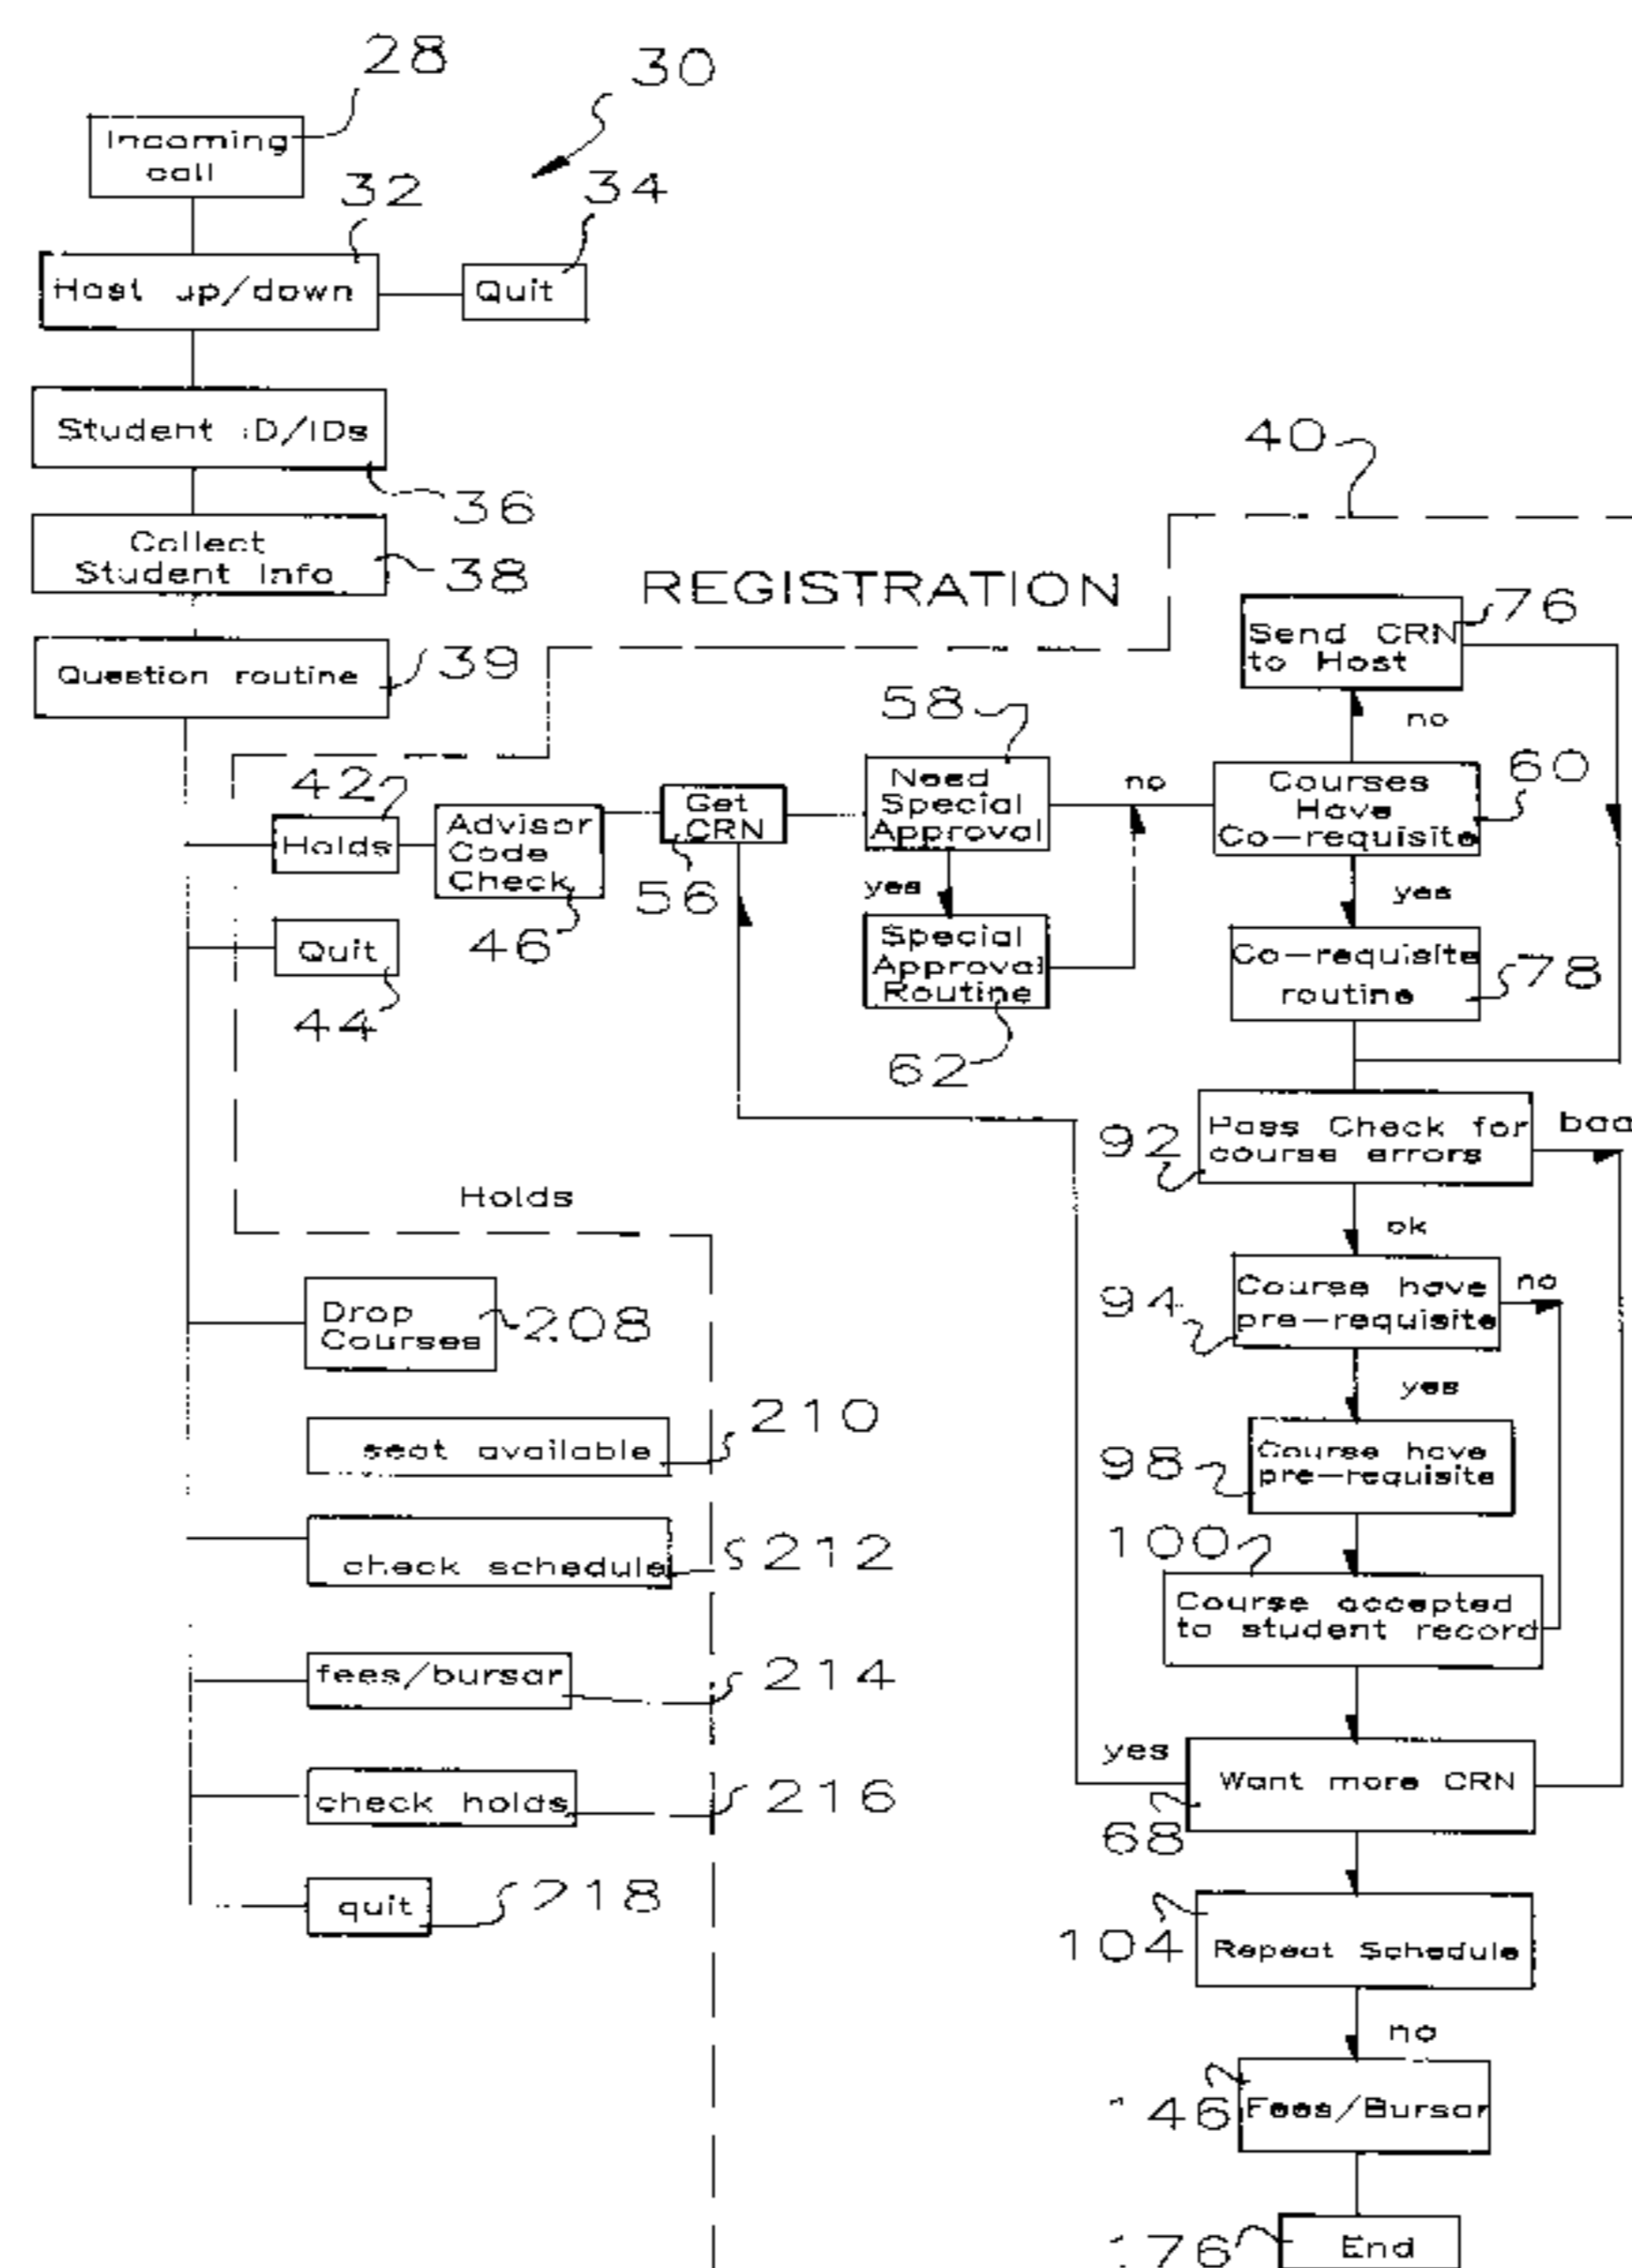 28
30
Incoming
call
32
34
Host up/down
Quit
Student ID/IDs
36
40
Collect
Student Info
38
REGISTRATION
Send CRN
to Host
76
Question routine
39
no
58
42
Holds
Advisor
Code
Check
46
Get
CRN
56
Need
Special
Approval
no
Courses
Have
Co-requisite
60
yes
yes
Quit
44
Special
Approval
Routine
62
Co-requisite
routine
78
92
Pass Check for
course errors
bad
Holds
ok
Drop
Courses
208
94
Course have
pre-requisite
no
yes
seat available
210
98
Course have
pre-requisite
check schedule
212
100
Course accepted
to student record
fees/bursar
214
yes
Want more CRN
68
check holds
216
quit
218
104
Repeat Schedule
no
146
Fees/Bursar
176
End